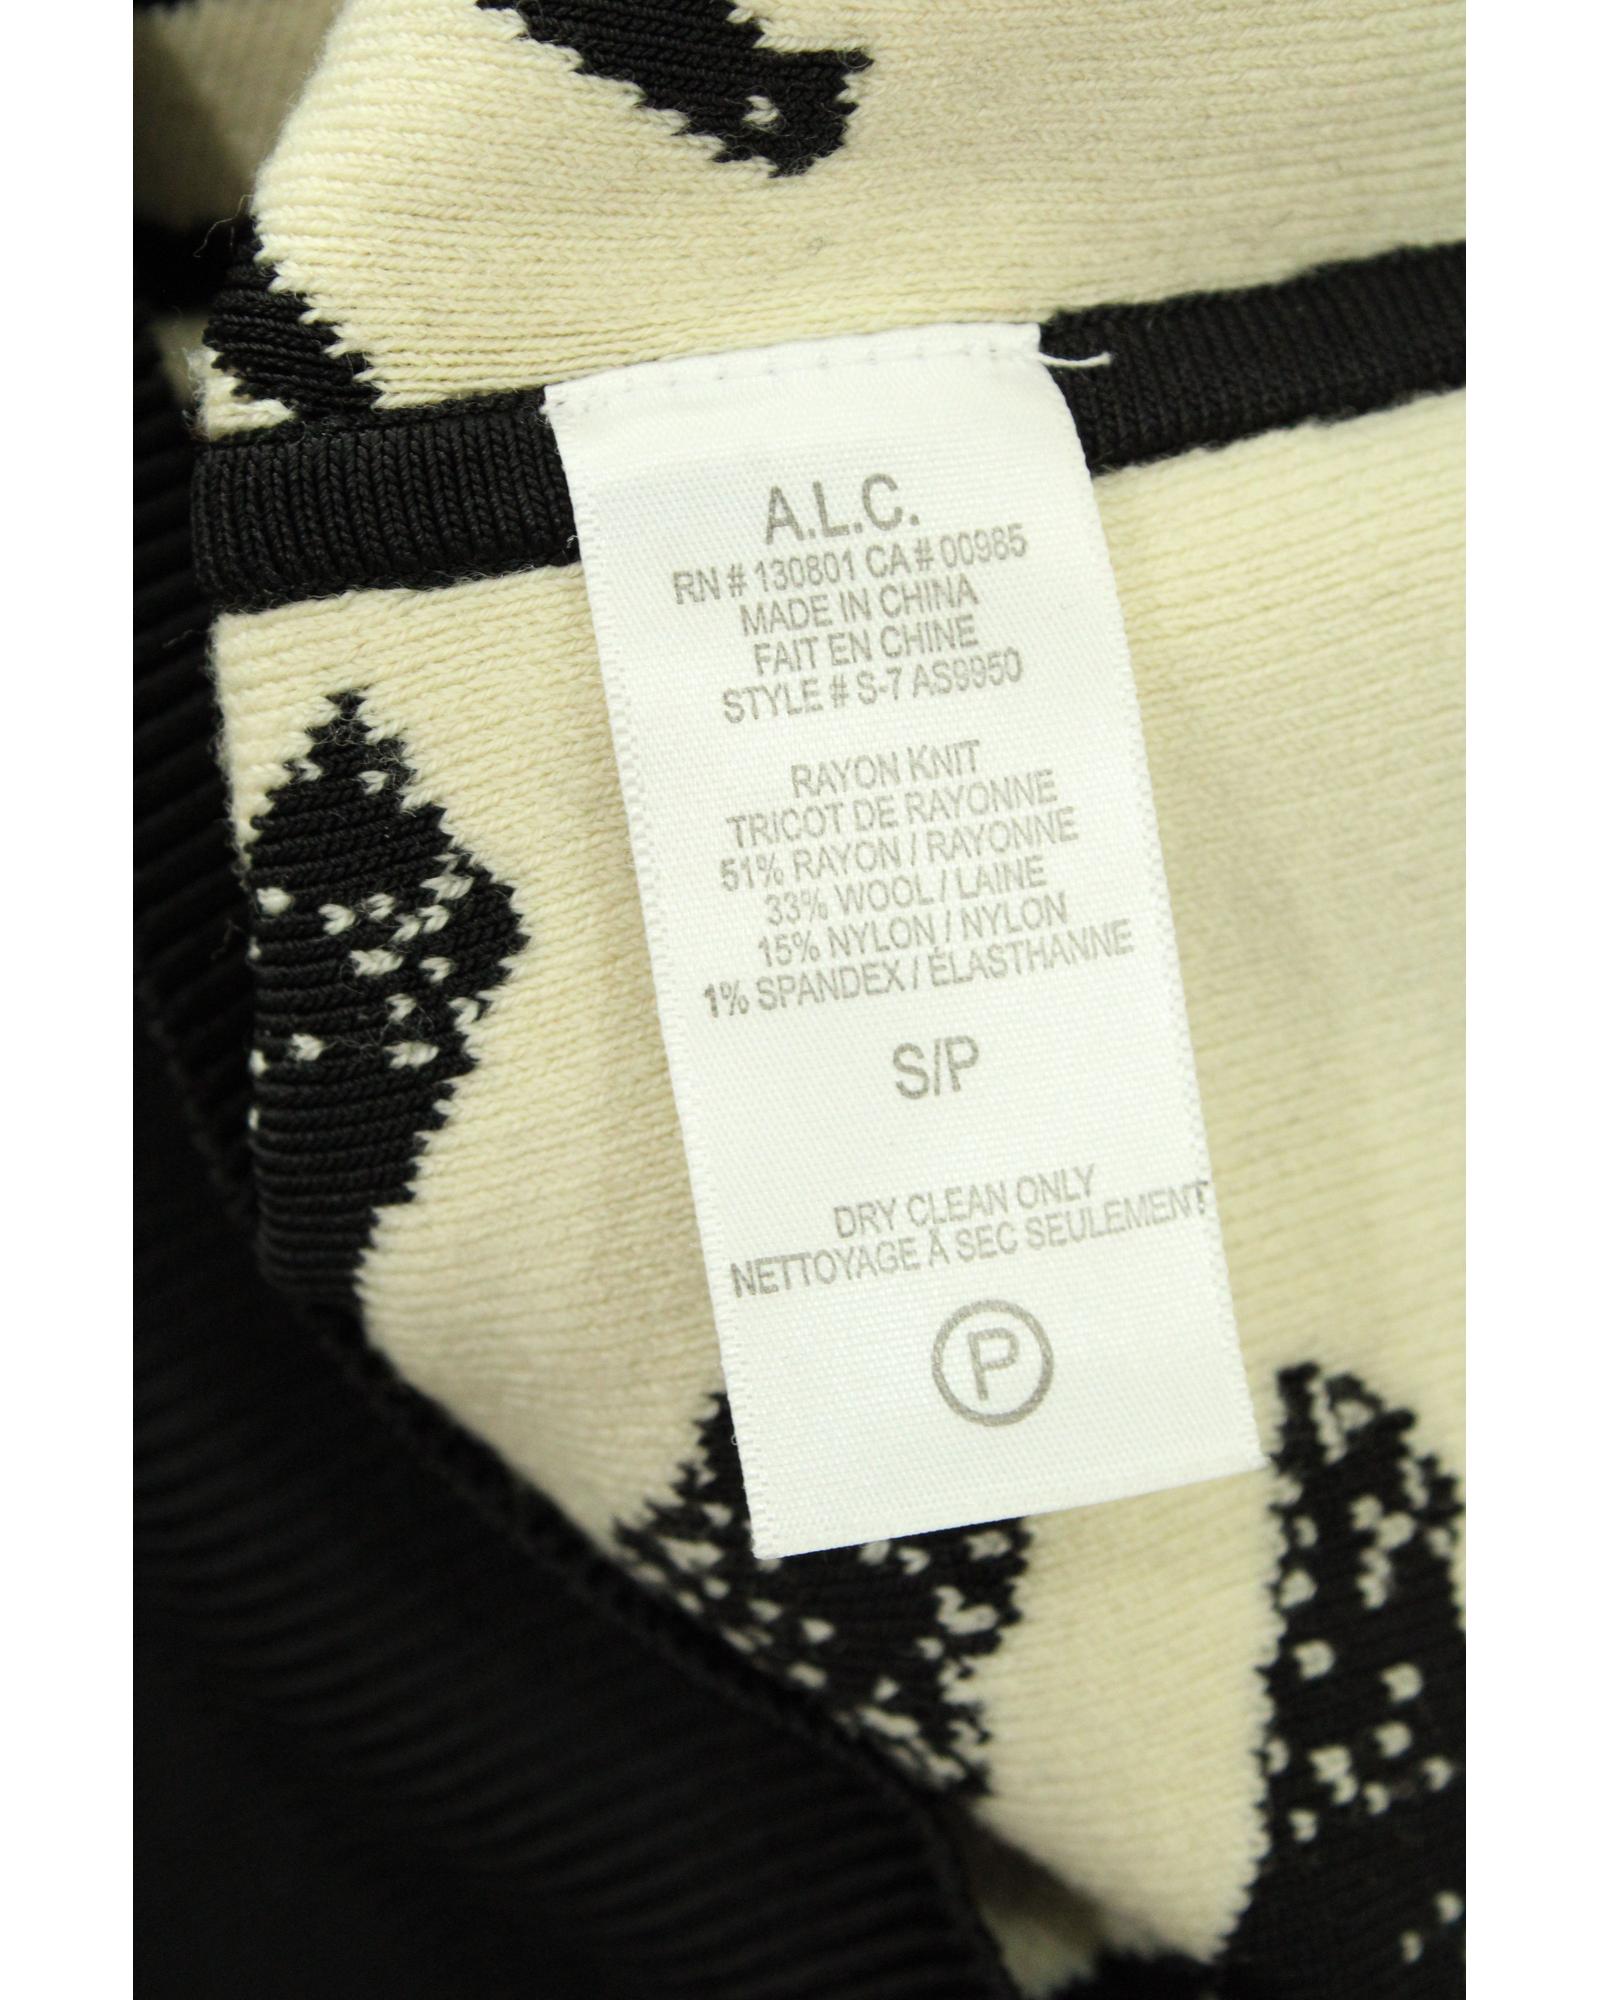 A.L.C.
RN # 130801 CA # 00985
MADE IN CHINA
FAIT EN CHINE
STYLE # S-7 AS9950
RAYON KNIT
TRICOT DE RAYONNE
51% RAYON / RAYONNE
33% WOOL / LAINE
15% NYLON / NYLON
1% SPANDEX / ÉLASTHANNE
S/P
DRY CLEAN ONLY
NETTOYAGE À SEC SEULEMENT
P